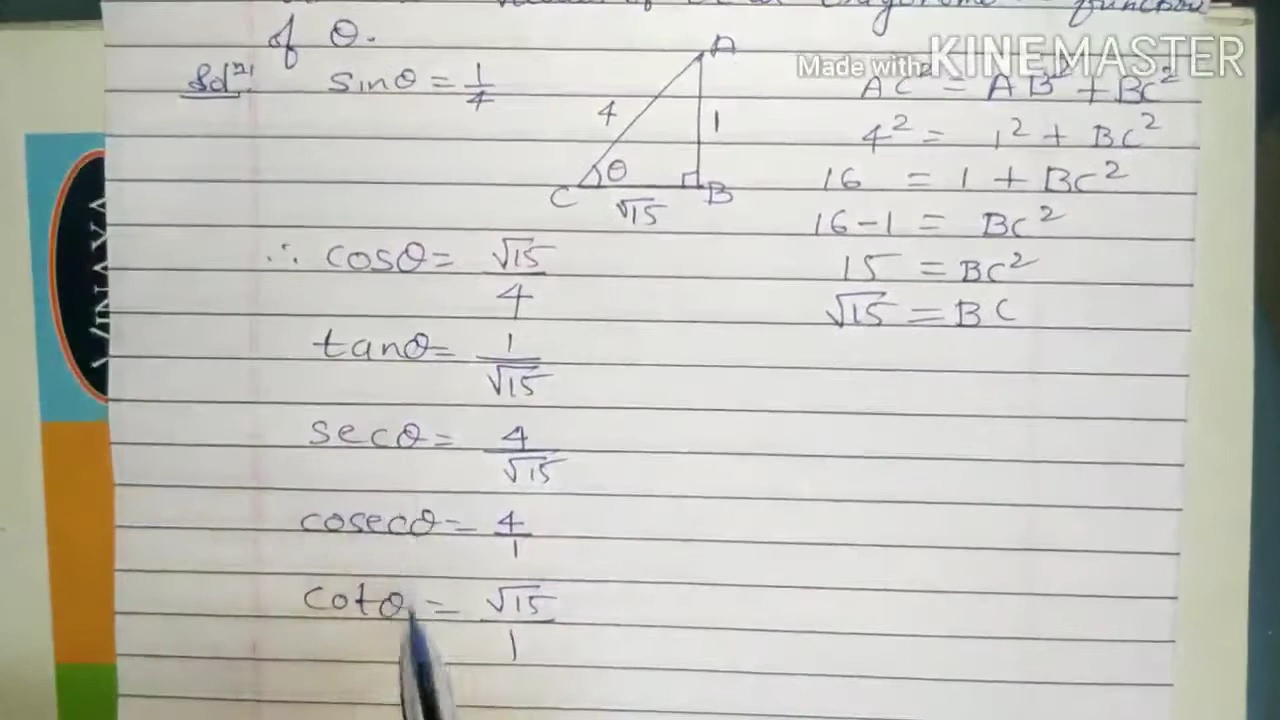 of θ.
Solⁿ: sinθ = 1/4
A
4
1
θ
C
B
√15
Made with KINEMASTER
AC² = AB² + BC²
4² = 1² + BC²
16 = 1 + BC²
16 - 1 = BC²
15 = BC²
√15 = BC
∴ cosθ = √15/4
tanθ = 1/√15
secθ = 4/√15
cosecθ = 4/1
cotθ = √15/1
VINAYA